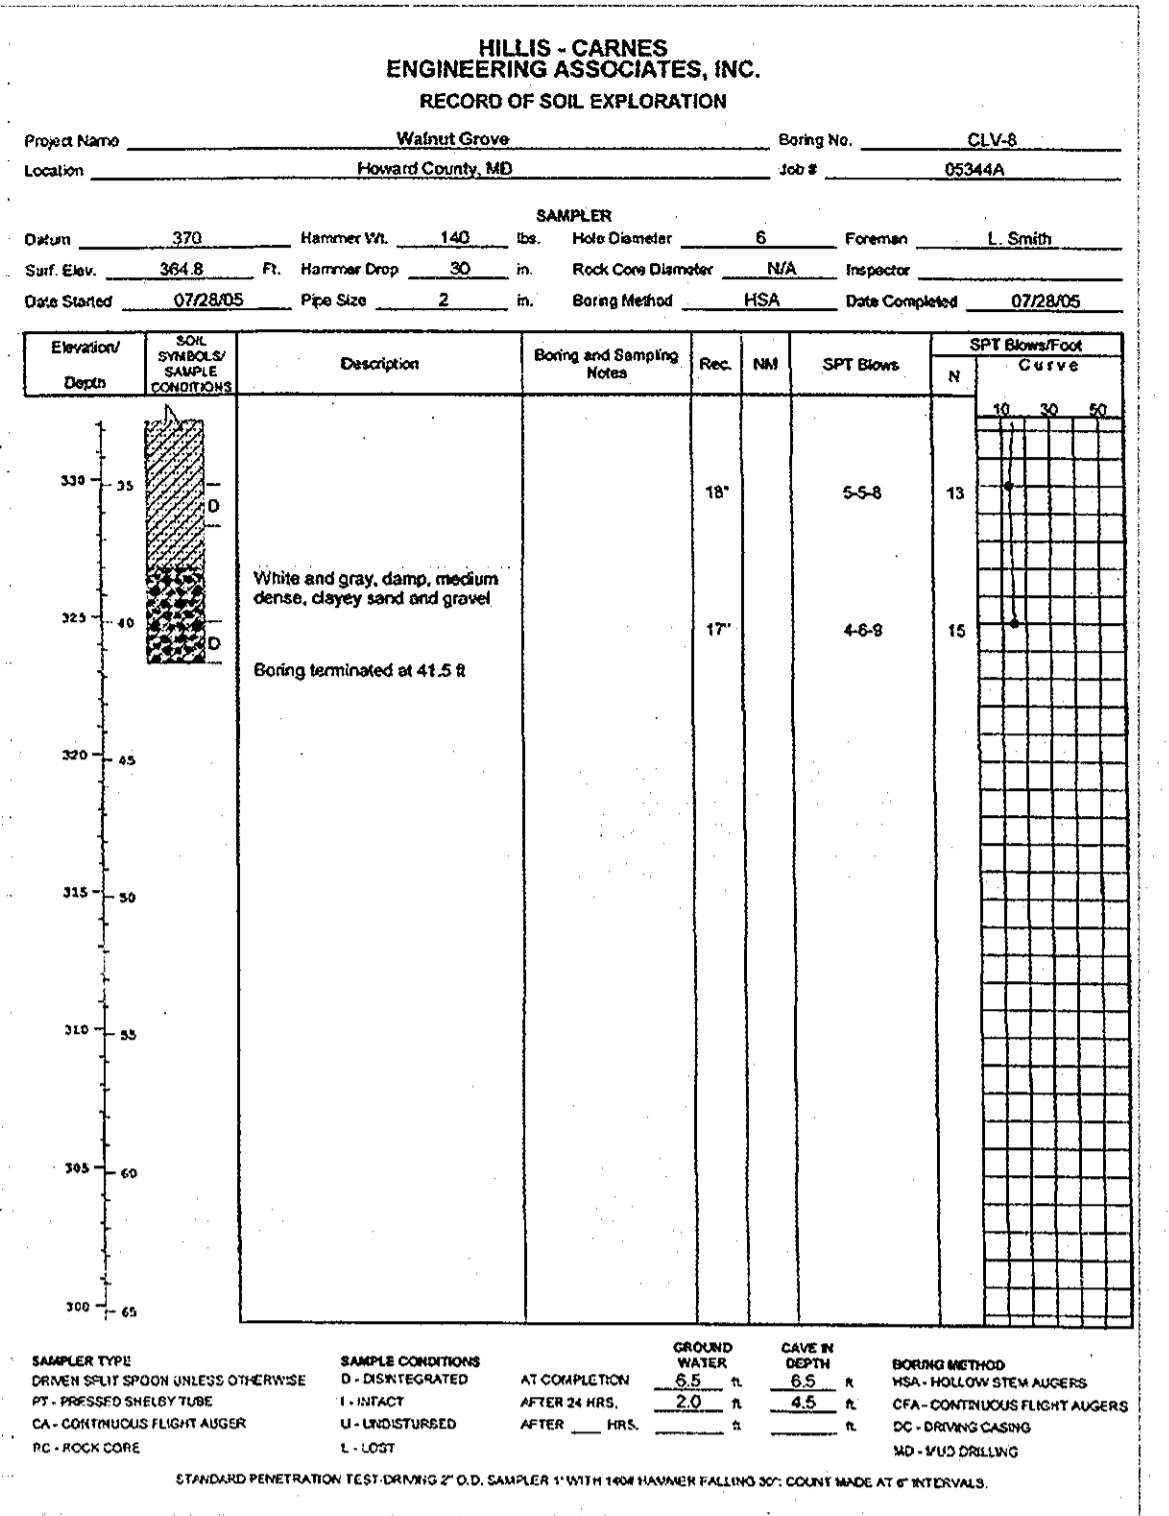 HILLIS - CARNES
ENGINEERING ASSOCIATES, INC.
RECORD OF SOIL EXPLORATION
Project Name Walnut Grove Boring No. CLV-8
Location Howard County, MD Job # 05344A
SAMPLER
Datum 370 Hammer Wt. 140 lbs. Hole Diameter 6 Foreman L. Smith
Surf. Elev. 364.8 Ft. Hammer Drop 30 in. Rock Core Diameter N/A Inspector
Date Started 07/28/05 Pipe Size 2 in. Boring Method HSA Date Completed 07/28/05
Elevation/ Depth SOIL SYMBOLS/ SAMPLE CONDITIONS Description Boring and Sampling Notes Rec. NM SPT Blows SPT Blows/Foot N Curve
10 30 50
330 35 D 18" 5-5-8 13
White and gray, damp, medium
dense, clayey sand and gravel
325 40 D 17" 4-6-9 15
Boring terminated at 41.5 ft
320 45
315 50
310 55
305 60
300 65
GROUND WATER CAVE IN DEPTH
SAMPLER TYPE SAMPLE CONDITIONS BORING METHOD
DRIVEN SPLIT SPOON UNLESS OTHERWISE D - DISINTEGRATED AT COMPLETION 6.5 ft. 6.5 ft. HSA - HOLLOW STEM AUGERS
PT - PRESSED SHELBY TUBE I - INTACT AFTER 24 HRS. 2.0 ft. 4.5 ft. CFA - CONTINUOUS FLIGHT AUGERS
CA - CONTINUOUS FLIGHT AUGER U - UNDISTURBED AFTER ___ HRS. ft. ft. DC - DRIVING CASING
RC - ROCK CORE L - LOST MD - MUD DRILLING
STANDARD PENETRATION TEST-DRIVING 2" O.D. SAMPLER 1' WITH 140# HAMMER FALLING 30": COUNT MADE AT 6" INTERVALS.